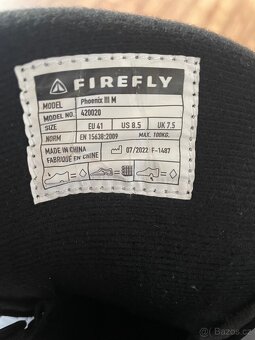 FIREFLY
MODEL Phoenix III M
MODEL NO. 420020
SIZE EU 41 US 8.5 UK 7.5
NORM EN 15638:2009 MAX. 100KG
MADE IN CHINA
FABRIQUÉ EN CHINE 07/2022 F-1487
Bazoš.cz